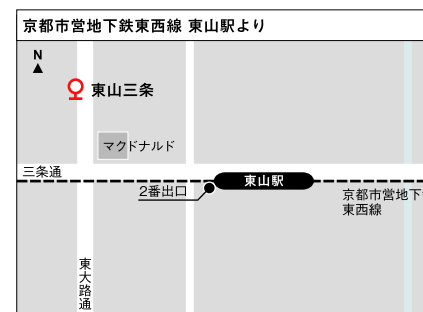 京都市営地下鉄東西線 東山駅より
N
東山三条
マクドナルド
三条通
東山駅
2番出口
京都市営地下
東西線
東大路通